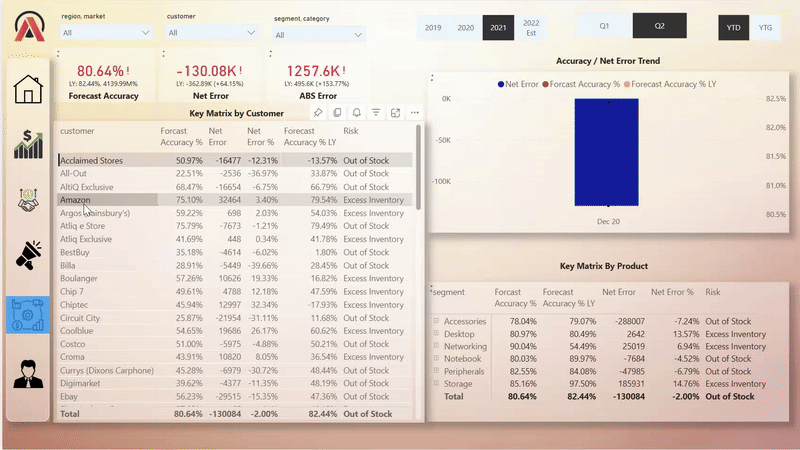 region, market
customer
segment, category
All
All
All
2019
2020
2021
2022
Est
Q1
Q2
YTD
YTG
80.64%!
LY: 82.44%, 4139.99M%
Forecast Accuracy
-130.08K!
LY: -362.89K (+64.15%)
Net Error
1257.6K!
LY: 495.6K (+153.77%)
ABS Error
Key Matrix by Customer
customer Forcast Accuracy % Net Error Net Error % Forecast Accuracy % LY Risk
Acclaimed Stores 50.97% -16477 -12.31% -13.57% Out of Stock
All-Out 22.51% -2536 -36.97% 33.87% Out of Stock
AltiQ Exclusive 68.47% -16654 -6.75% 66.79% Out of Stock
Amazon 75.10% 32464 3.40% 79.54% Excess Inventory
Argos (Sainsbury's) 59.22% 698 2.03% 54.03% Excess Inventory
Atliq e Store 75.79% -7673 -1.21% 79.49% Out of Stock
Atliq Exclusive 41.69% 448 0.34% 41.78% Excess Inventory
BestBuy 35.18% -4614 -6.02% 1.80% Out of Stock
Billa 28.91% -5449 -39.66% 28.45% Out of Stock
Boulanger 57.26% 10626 19.33% 16.82% Excess Inventory
Chip 7 49.61% 4788 12.18% 47.59% Excess Inventory
Chiptec 45.94% 12997 32.34% -17.93% Excess Inventory
Circuit City 25.87% -21954 -31.11% 11.68% Out of Stock
Coolblue 54.65% 19686 26.17% 60.62% Excess Inventory
Costco 51.00% -5975 -4.88% 50.21% Out of Stock
Croma 43.91% 10820 8.05% 36.54% Excess Inventory
Currys (Dixons Carphone) 45.28% -6979 -30.72% 48.44% Out of Stock
Digimarket 39.62% -4377 -11.35% 48.19% Out of Stock
Ebay 56.23% -29515 -15.35% 47.36% Out of Stock
Total 80.64% -130084 -2.00% 82.44% Out of Stock
Accuracy / Net Error Trend
Net Error Forcast Accuracy % Forecast Accuracy % LY
0K
-50K
-100K
82.5%
82.0%
81.5%
81.0%
80.5%
Dec 20
Key Matrix By Product
segment Forcast Accuracy % Forecast Accuracy % LY Net Error Net Error % Risk
Accessories 78.04% 79.07% -288007 -7.24% Out of Stock
Desktop 80.97% 80.49% 2642 13.57% Excess Inventory
Networking 90.04% 54.49% 25019 6.94% Excess Inventory
Notebook 80.03% 89.97% -7684 -4.52% Out of Stock
Peripherals 82.55% 84.08% -47985 -6.79% Out of Stock
Storage 85.16% 97.50% 185931 14.76% Excess Inventory
Total 80.64% 82.44% -130084 -2.00% Out of Stock